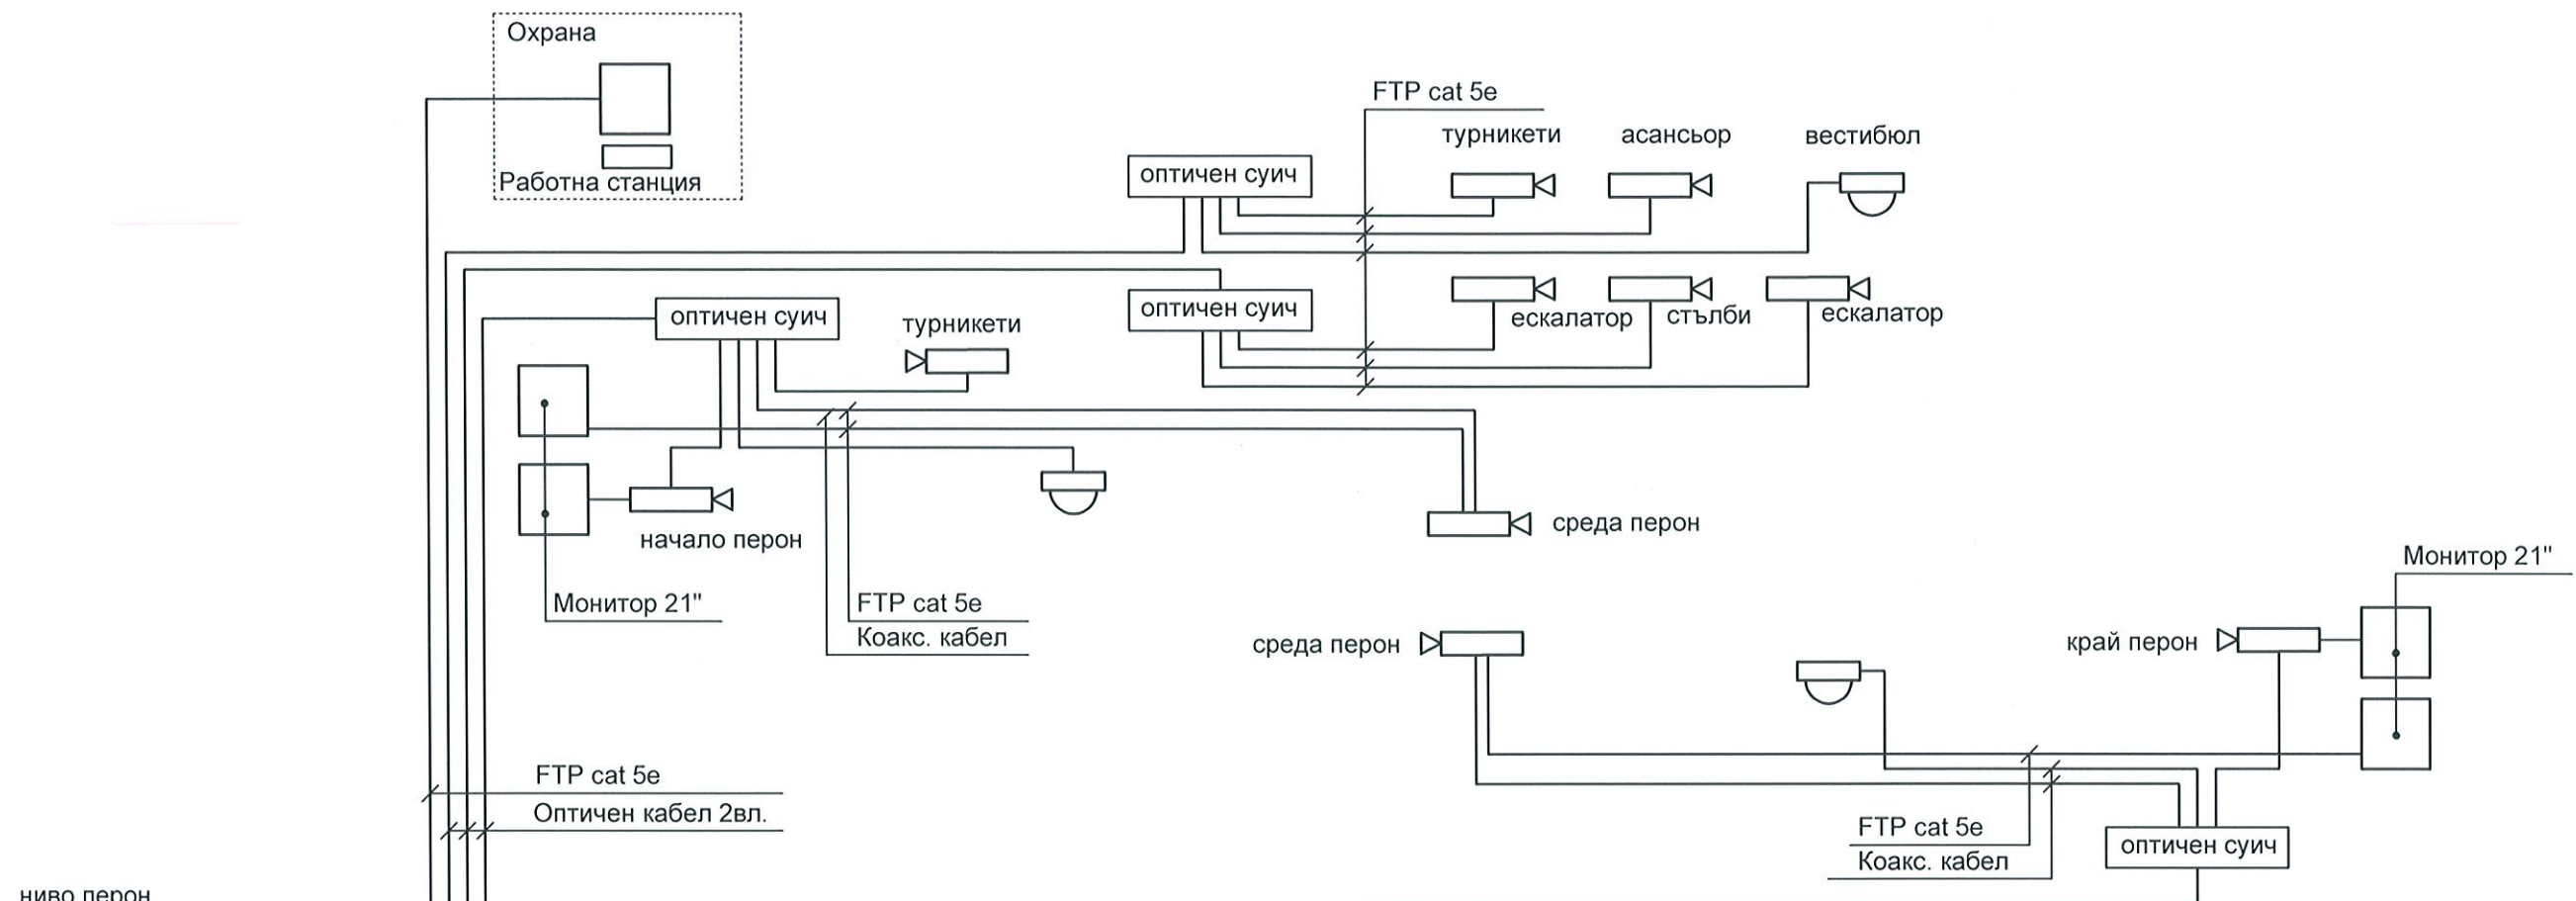 Охрана
Работна станция
FTP cat 5e
турникети
асансьор
вестибюл
оптичен суич
оптичен суич
ескалатор
стълби
ескалатор
оптичен суич
турникети
начало перон
среда перон
Монитор 21"
FTP cat 5e
Коакс. кабел
Монитор 21"
среда перон
край перон
FTP cat 5e
Оптичен кабел 2вл.
FTP cat 5e
Коакс. кабел
оптичен суич
ниво перон